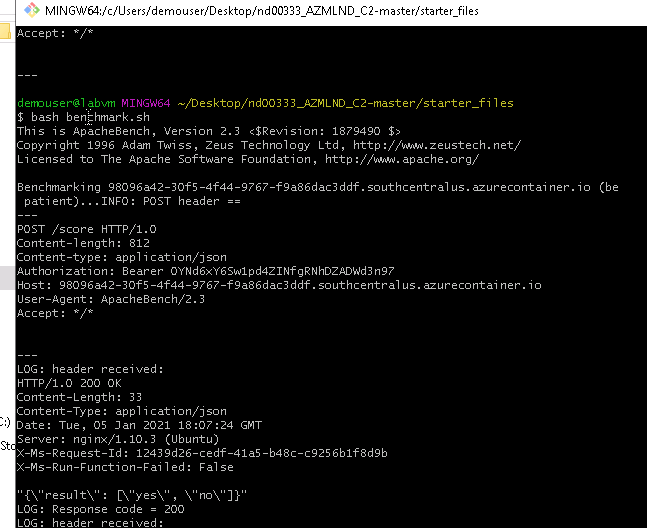 MINGW64:/c/Users/demouser/Desktop/nd00333_AZMLND_C2-master/starter_files
Accept: */*
---
demouser@labvm MINGW64 ~/Desktop/nd00333_AZMLND_C2-master/starter_files
$ bash benchmark.sh
This is ApacheBench, Version 2.3 <$Revision: 1879490 $>
Copyright 1996 Adam Twiss, Zeus Technology Ltd, http://www.zeustech.net/
Licensed to The Apache Software Foundation, http://www.apache.org/
Benchmarking 98096a42-30f5-4f44-9767-f9a86dac3ddf.southcentralus.azurecontainer.io (be
patient)...INFO: POST header ==
---
POST /score HTTP/1.0
Content-length: 812
Content-type: application/json
Authorization: Bearer OYNd6xY6Sw1pd4ZINfgRNhDZADWd3n97
Host: 98096a42-30f5-4f44-9767-f9a86dac3ddf.southcentralus.azurecontainer.io
User-Agent: ApacheBench/2.3
Accept: */*
---
LOG: header received:
HTTP/1.0 200 OK
Content-Length: 33
Content-Type: application/json
C:)
Date: Tue, 05 Jan 2021 18:07:24 GMT
Server: nginx/1.10.3 (Ubuntu)
Sto
X-Ms-Request-Id: 12439d26-cedf-41a5-b48c-c9256b1f8d9b
X-Ms-Run-Function-Failed: False
"{\"result\": [\"yes\", \"no\"]}"
LOG: Response code = 200
LOG: header received: